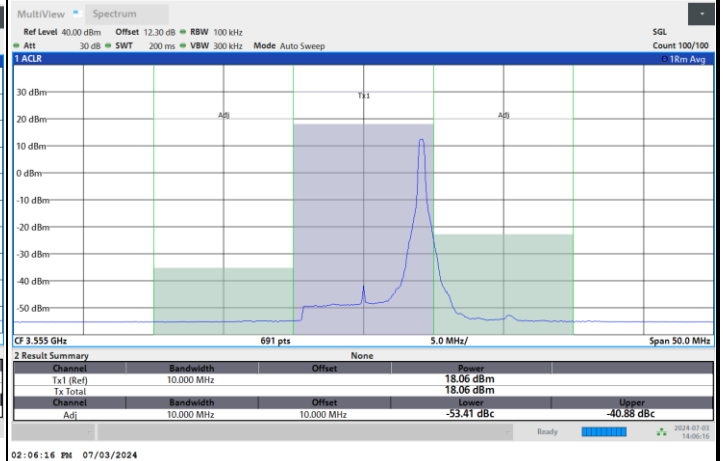 MultiView Spectrum
Ref Level 40.00 dBm Offset 12.30 dB RBW 100 kHz SGL
Att 30 dB SWT 200 ms VBW 300 kHz Mode Auto Sweep Count 100/100
1 ACLR 1Rm Avg
30 dBm
Tx1
20 dBm
Adj Adj
10 dBm
0 dBm
-10 dBm
-20 dBm
-30 dBm
-40 dBm
-50 dBm
CF 3.555 GHz 691 pts 5.0 MHz/ Span 50.0 MHz
2 Result Summary None
Channel Bandwidth Offset Power
Tx1 (Ref) 10.000 MHz 18.06 dBm
Tx Total 18.06 dBm
Channel Bandwidth Offset Lower Upper
Adj 10.000 MHz 10.000 MHz -53.41 dBc -40.88 dBc
Ready 2024-07-03
14:06:16
02:06:16 PM 07/03/2024